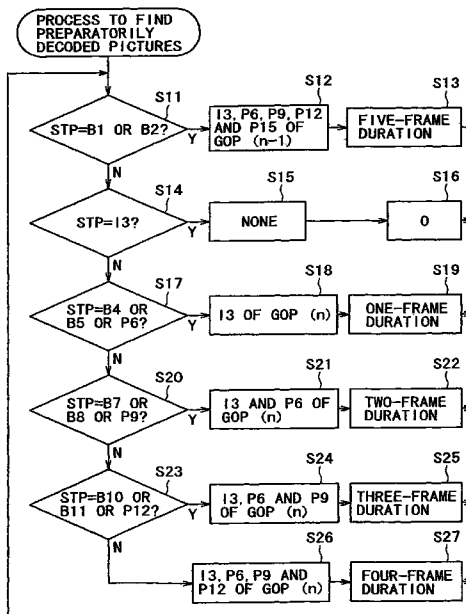 PROCESS TO FIND
PREPARATORILY
DECODED PICTURES
S11
STP=B1 OR B2?
Y
N
S12
I3, P6, P9, P12
AND P15 OF
GOP (n-1)
S13
FIVE-FRAME
DURATION
S14
STP=I3?
Y
N
S15
NONE
S16
0
S17
STP=B4 OR
B5 OR P6?
Y
N
S18
I3 OF GOP (n)
S19
ONE-FRAME
DURATION
S20
STP=B7 OR
B8 OR P9?
Y
N
S21
I3 AND P6 OF
GOP (n)
S22
TWO-FRAME
DURATION
S23
STP=B10 OR
B11 OR P12?
Y
N
S24
I3, P6 AND P9
OF GOP (n)
S25
THREE-FRAME
DURATION
S26
I3, P6, P9 AND
P12 OF GOP (n)
S27
FOUR-FRAME
DURATION